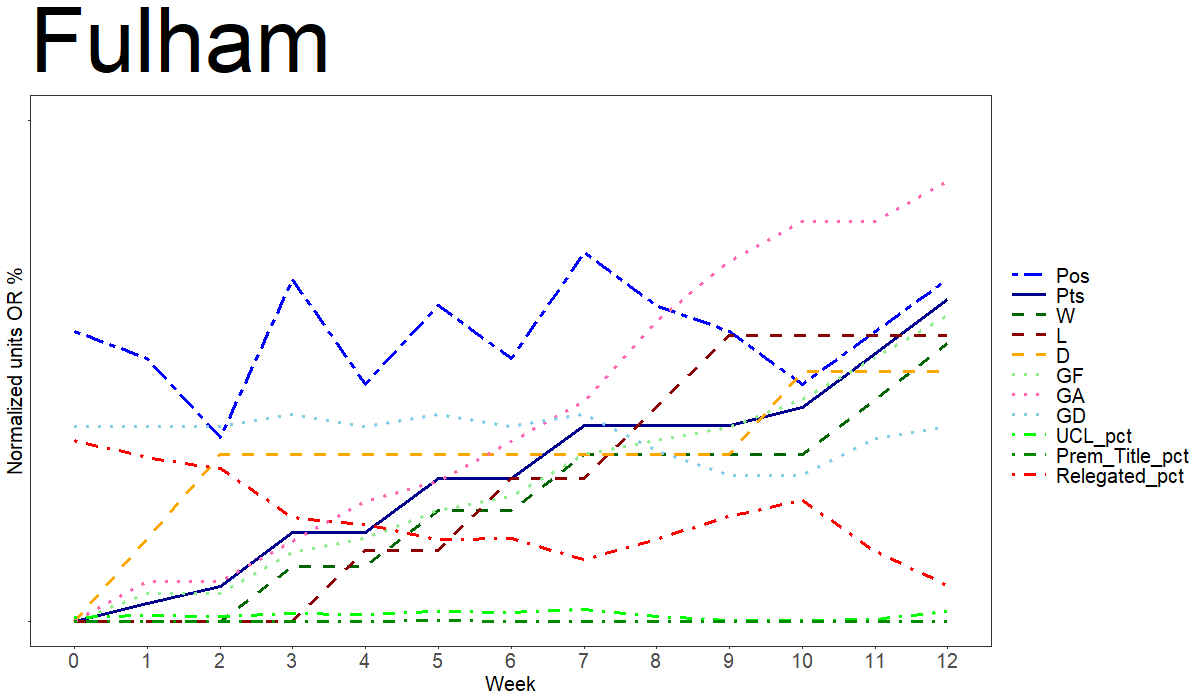 Fulham
Normalized units OR %
Pos
Pts
W
L
D
GF
GA
GD
UCL_pct
Prem_Title_pct
Relegated_pct
0 1 2 3 4 5 6 7 8 9 10 11 12
Week